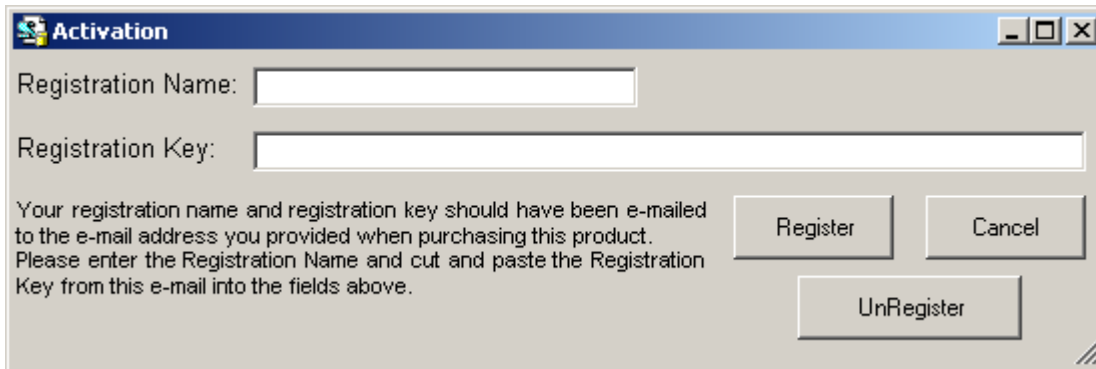 Activation
Registration Name:
Registration Key:
Your registration name and registration key should have been e-mailed
to the e-mail address you provided when purchasing this product.
Please enter the Registration Name and cut and paste the Registration
Key from this e-mail into the fields above.
Register
Cancel
UnRegister